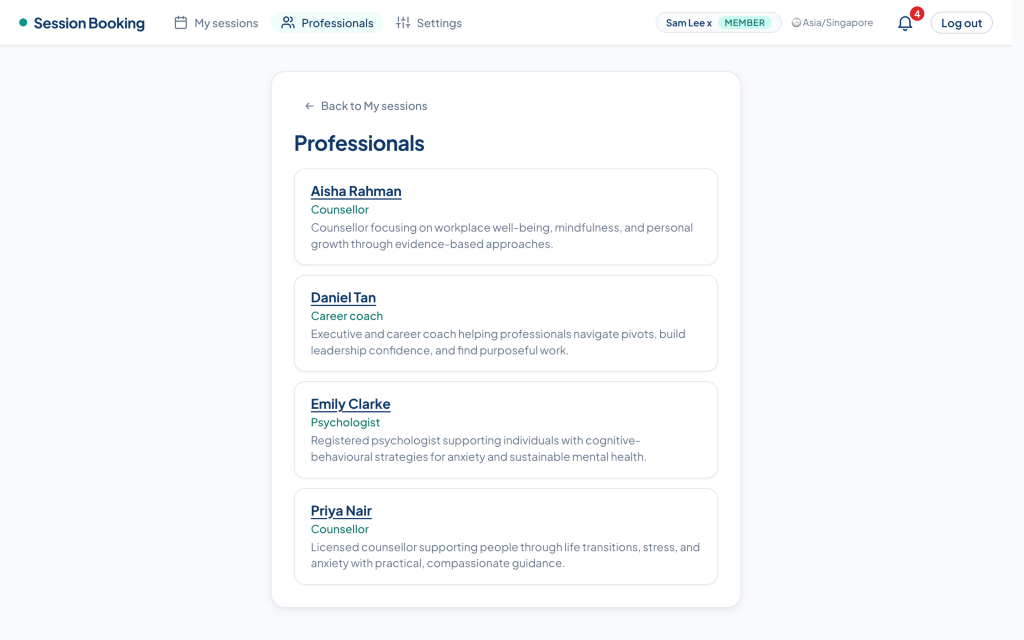 Session Booking
My sessions
Professionals
Settings
Sam Lee x
MEMBER
Asia/Singapore
4
Log out
← Back to My sessions
Professionals
Aisha Rahman
Counsellor
Counsellor focusing on workplace well-being, mindfulness, and personal
growth through evidence-based approaches.
Daniel Tan
Career coach
Executive and career coach helping professionals navigate pivots, build
leadership confidence, and find purposeful work.
Emily Clarke
Psychologist
Registered psychologist supporting individuals with cognitive-
behavioural strategies for anxiety and sustainable mental health.
Priya Nair
Counsellor
Licensed counsellor supporting people through life transitions, stress, and
anxiety with practical, compassionate guidance.